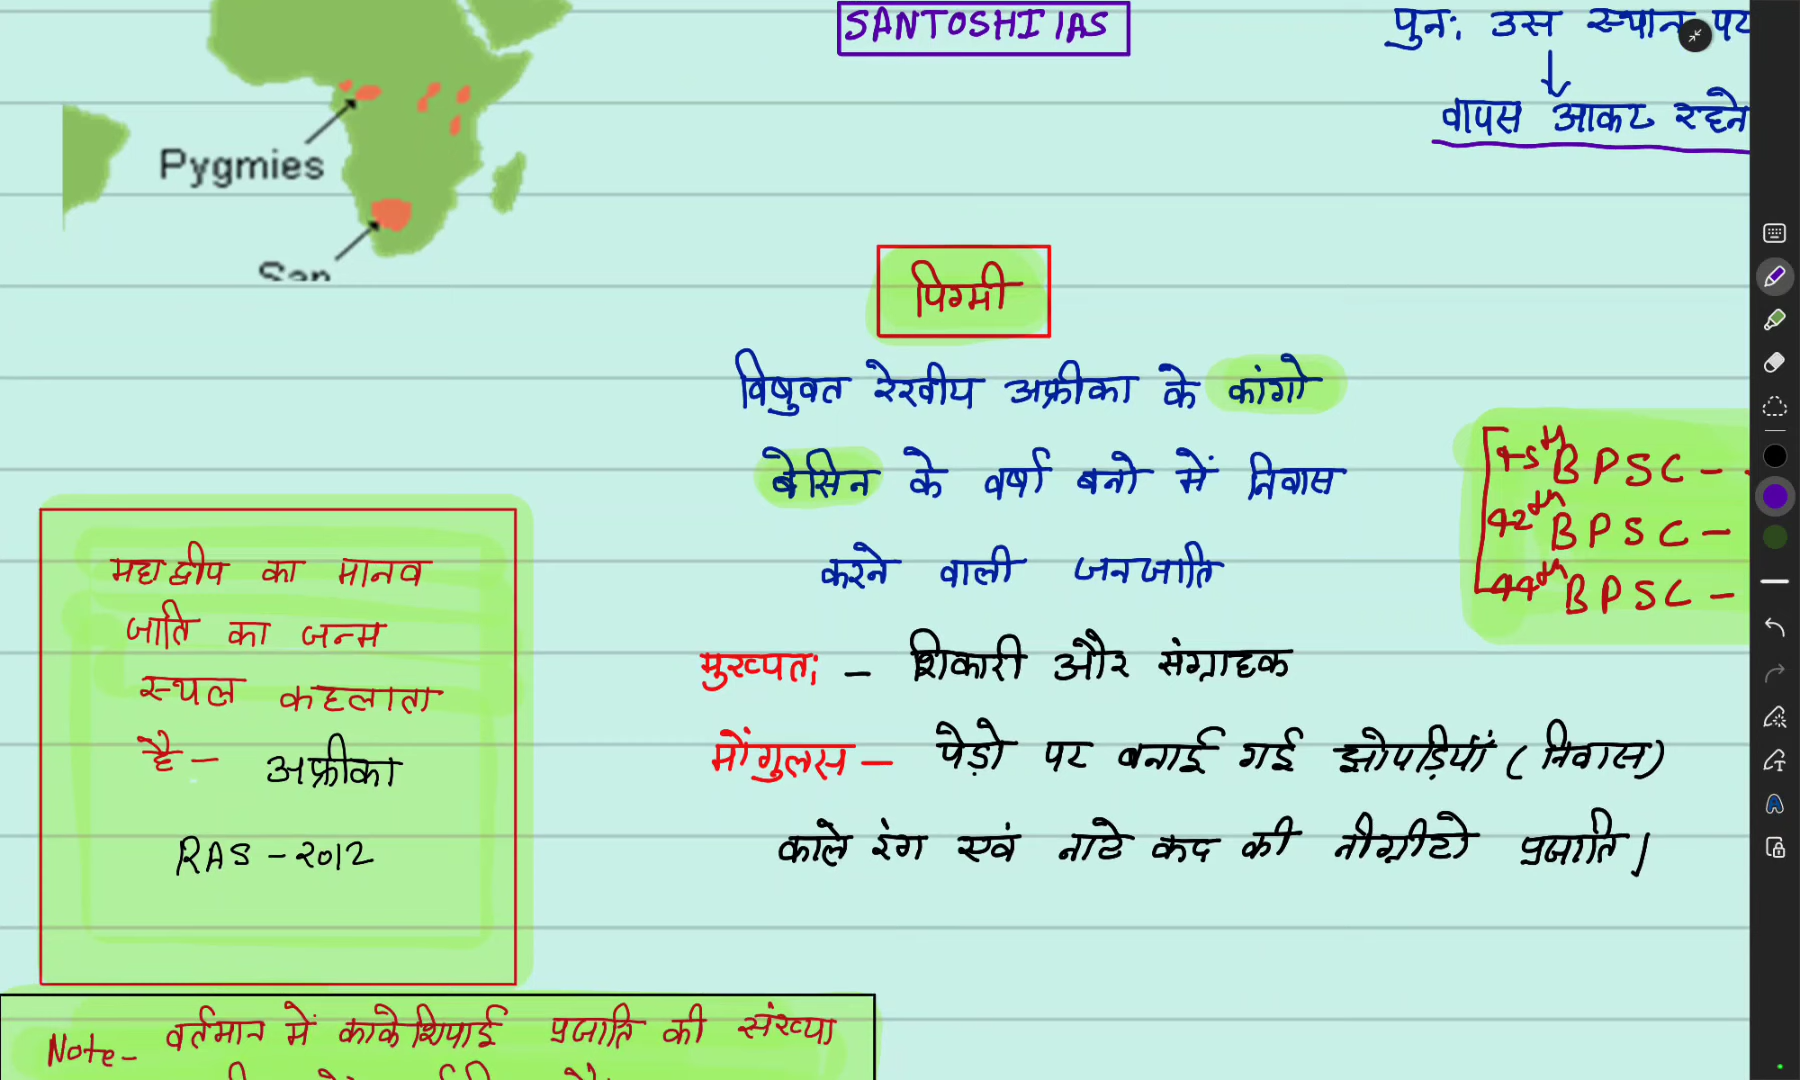 SANTOSHI IAS
पुन: उस स्थान पर
वापस आकर रहने
Pygmies
San
पिग्मी
विषुवत रेखीय अफ्रीका के कांगो
बेसिन के वर्षा बनो में निवास
करने वाली जनजाति
45th BPSC -
42th BPSC -
44th BPSC -
मुख्यत: - शिकारी और संग्राहक
मोंगुलस - पेड़ो पर बनाई गई झोपड़ियां (निवास)
काले रंग एवं नाटे कद की नीग्रीटो प्रजाति।
महाद्वीप का मानव
जाति का जन्म
स्थल कहलाता
है - अफ्रीका
RAS - 2012
Note - वर्तमान में काकेशिपाई प्रजाति की संख्या